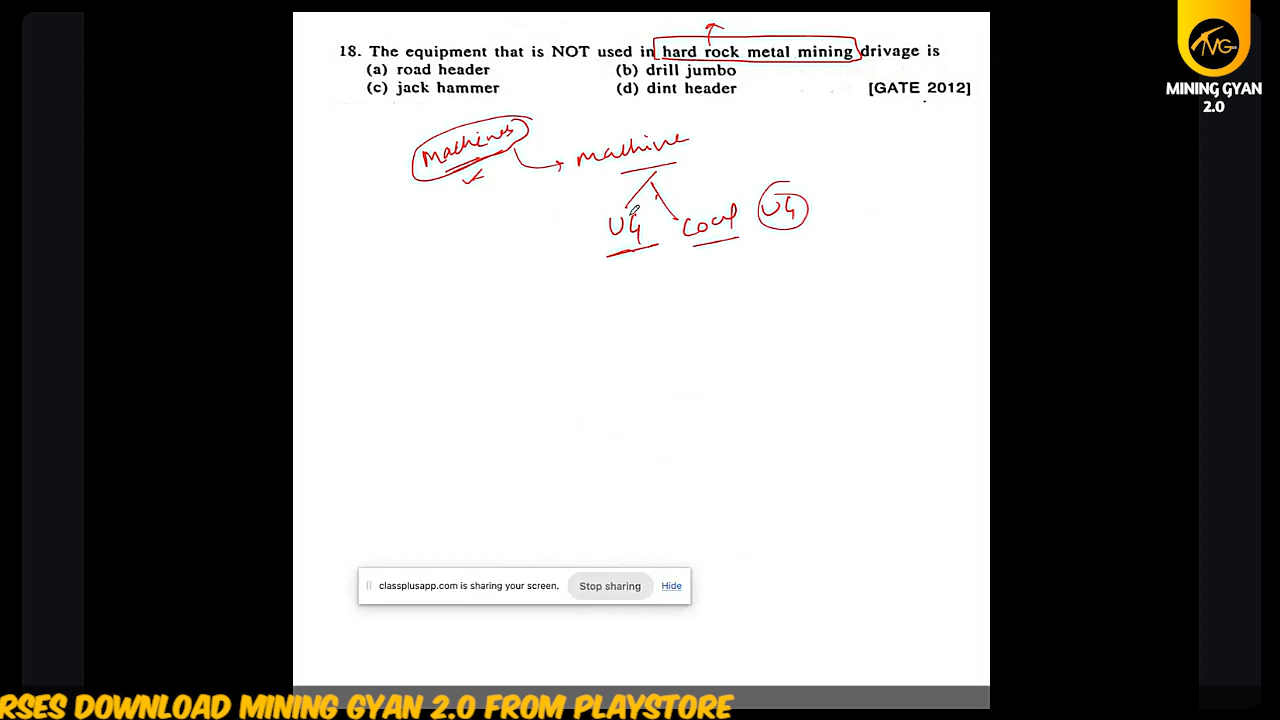 18. The equipment that is NOT used in hard rock metal mining drivage is
(a) road header (b) drill jumbo
(c) jack hammer (d) dint header [GATE 2012]
Machines
machine
UG coal UG
TVG
MINING GYAN
2.0
classplusapp.com is sharing your screen. Stop sharing Hide
RSES DOWNLOAD MINING GYAN 2.0 FROM PLAYSTORE